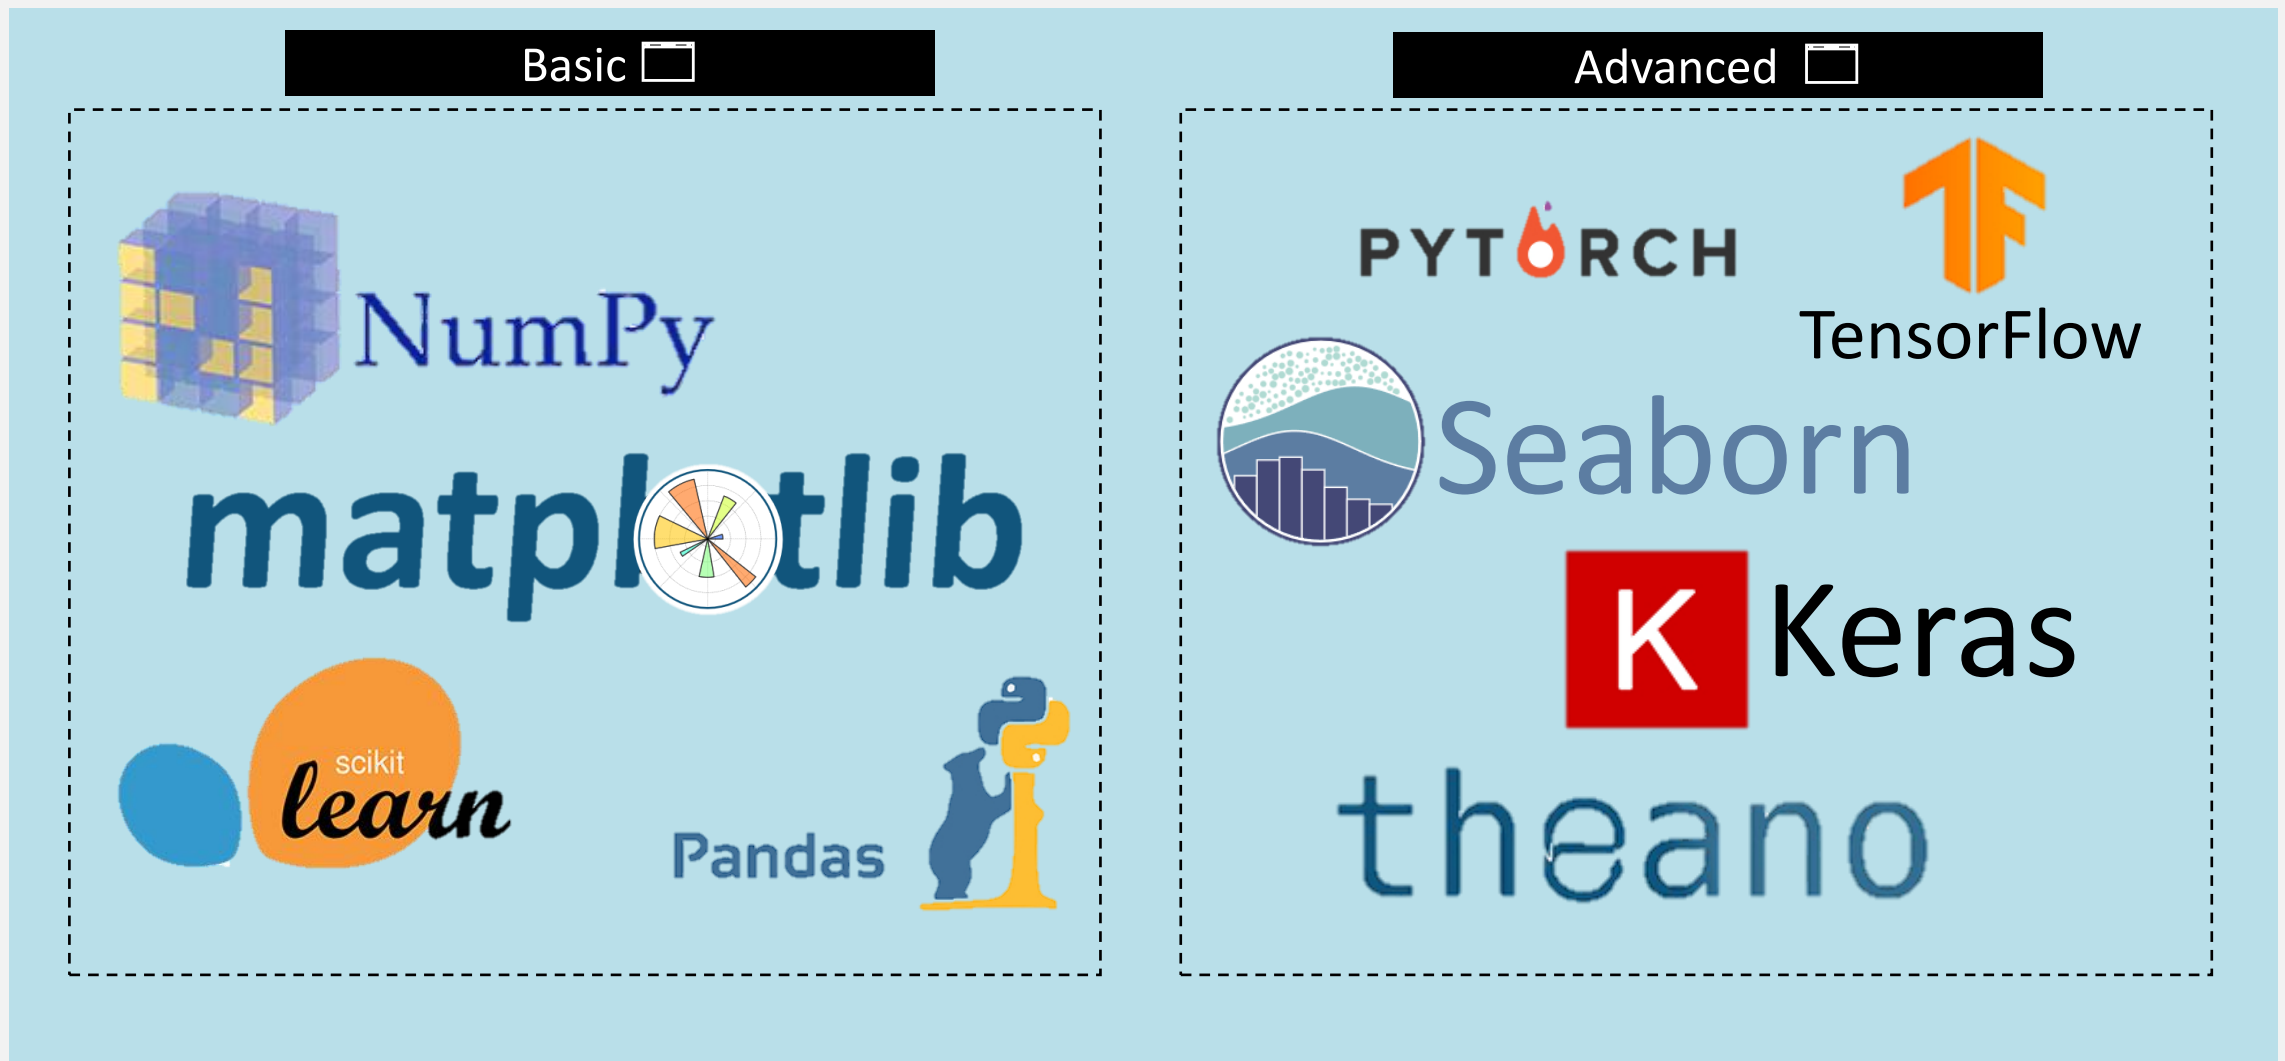 Basic
NumPy
matplotlib
scikit
learn
Pandas
Advanced
PYTORCH
TensorFlow
Seaborn
K Keras
theano